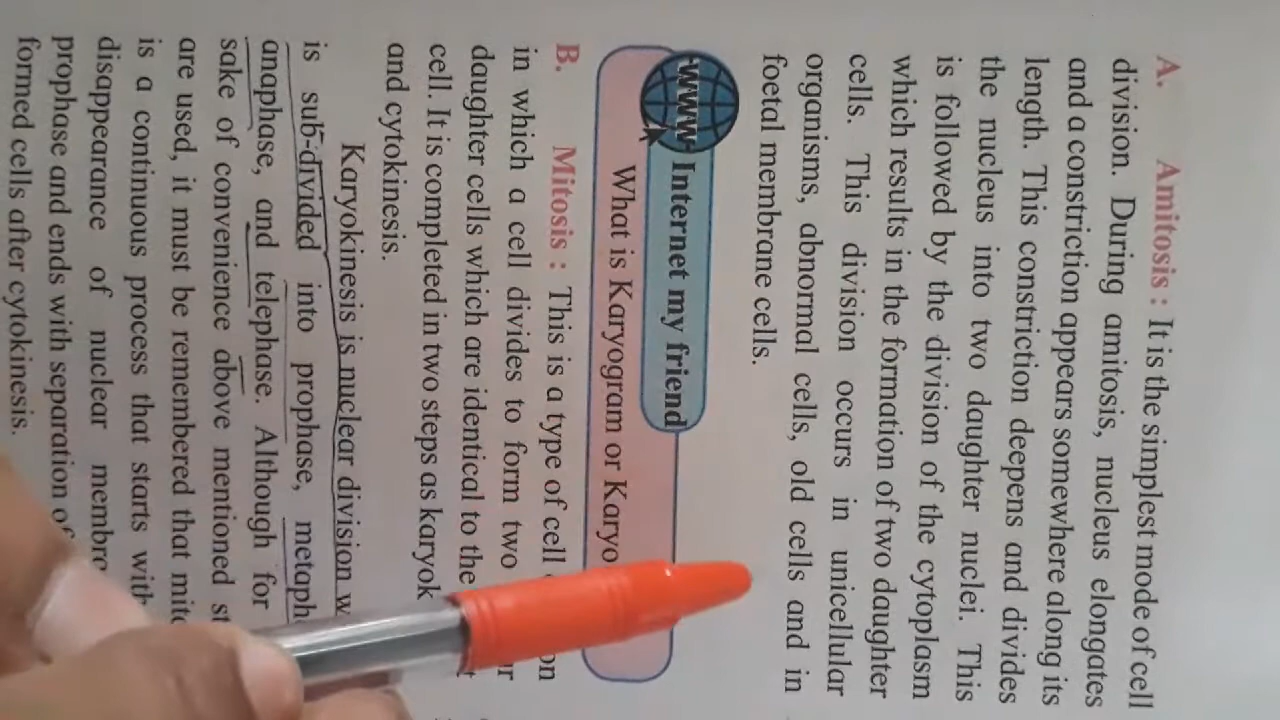 A. Amitosis : It is the simplest mode of cell
division. During amitosis, nucleus elongates
and a constriction appears somewhere along its
length. This constriction deepens and divides
the nucleus into two daughter nuclei. This
is followed by the division of the cytoplasm
which results in the formation of two daughter
cells. This division occurs in unicellular
organisms, abnormal cells, old cells and in
foetal membrane cells.
WWW Internet my friend
What is Karyogram or Karyo
B. Mitosis : This is a type of cell
in which a cell divides to form two
daughter cells which are identical to the
cell. It is completed in two steps as karyok
and cytokinesis.
Karyokinesis is nuclear division w
is sub-divided into prophase, metaph
anaphase, and telephase. Although for
sake of convenience above mentioned st
are used, it must be remembered that mito
is a continuous process that starts with
disappearance of nuclear membra
prophase and ends with separation of
formed cells after cytokinesis.